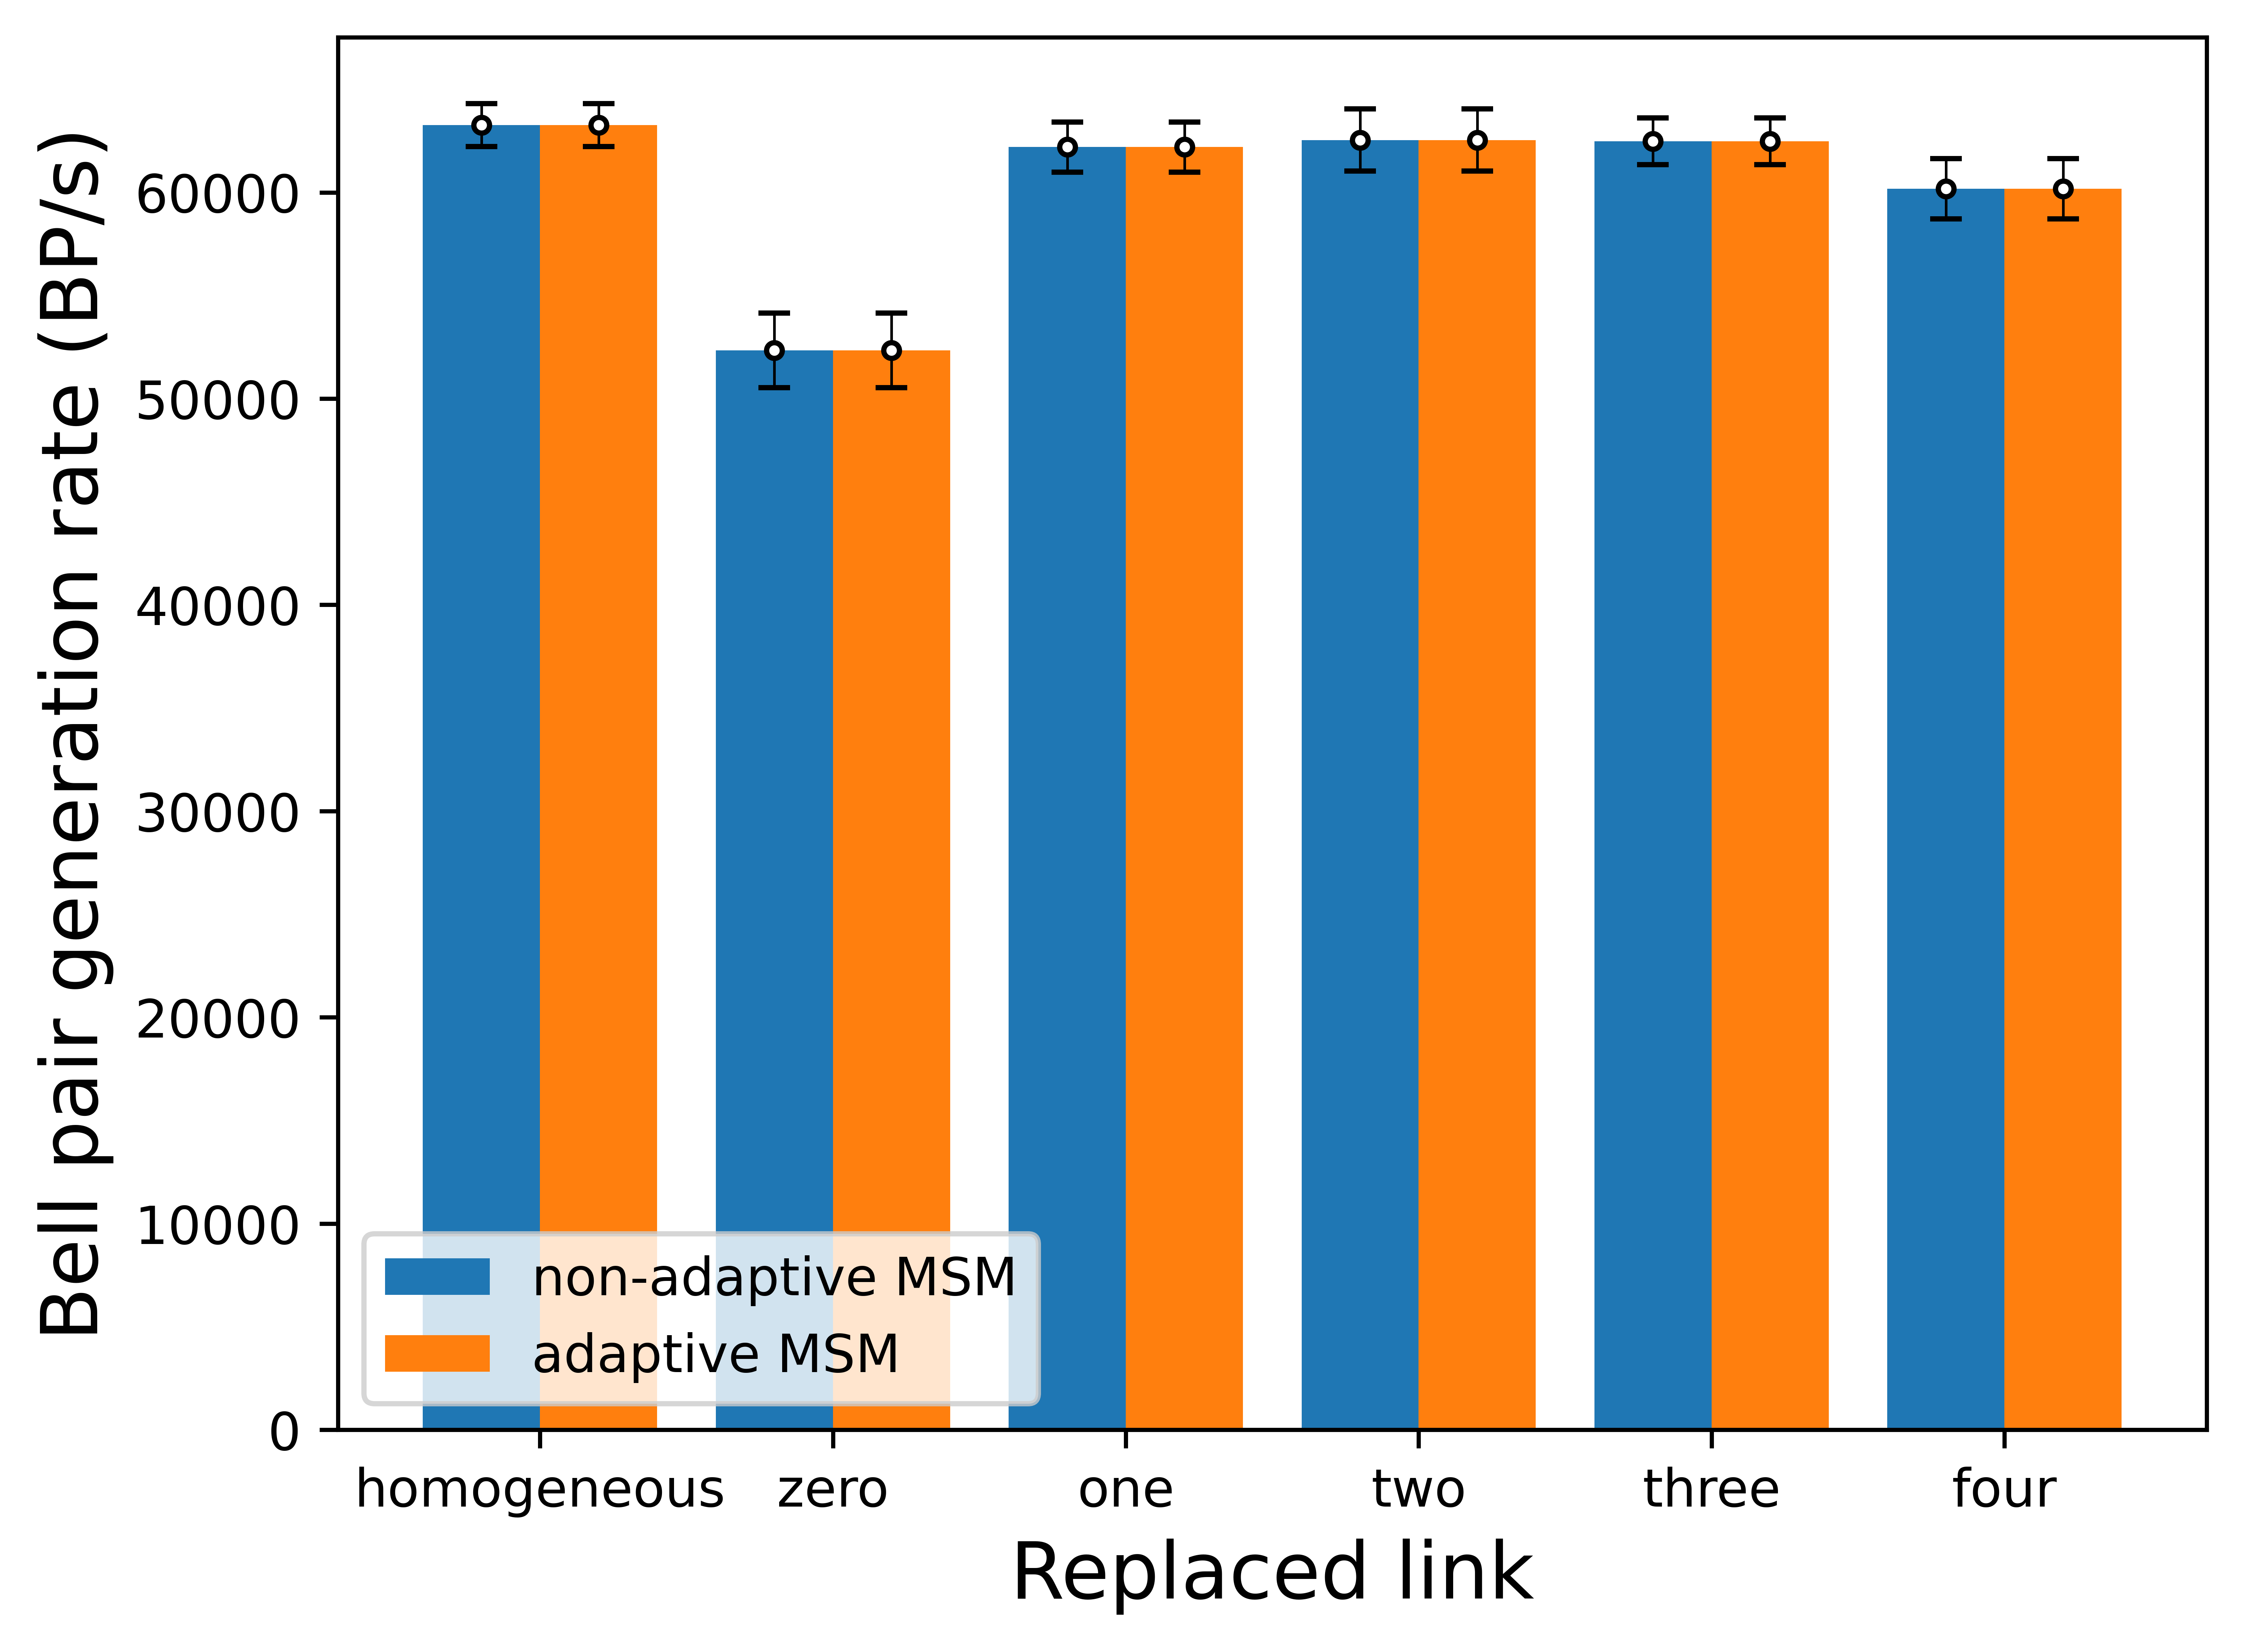 Bell pair generation rate (BP/s)
60000
50000
40000
30000
20000
10000
0
non-adaptive MSM
adaptive MSM
homogeneous zero one two three four
Replaced link